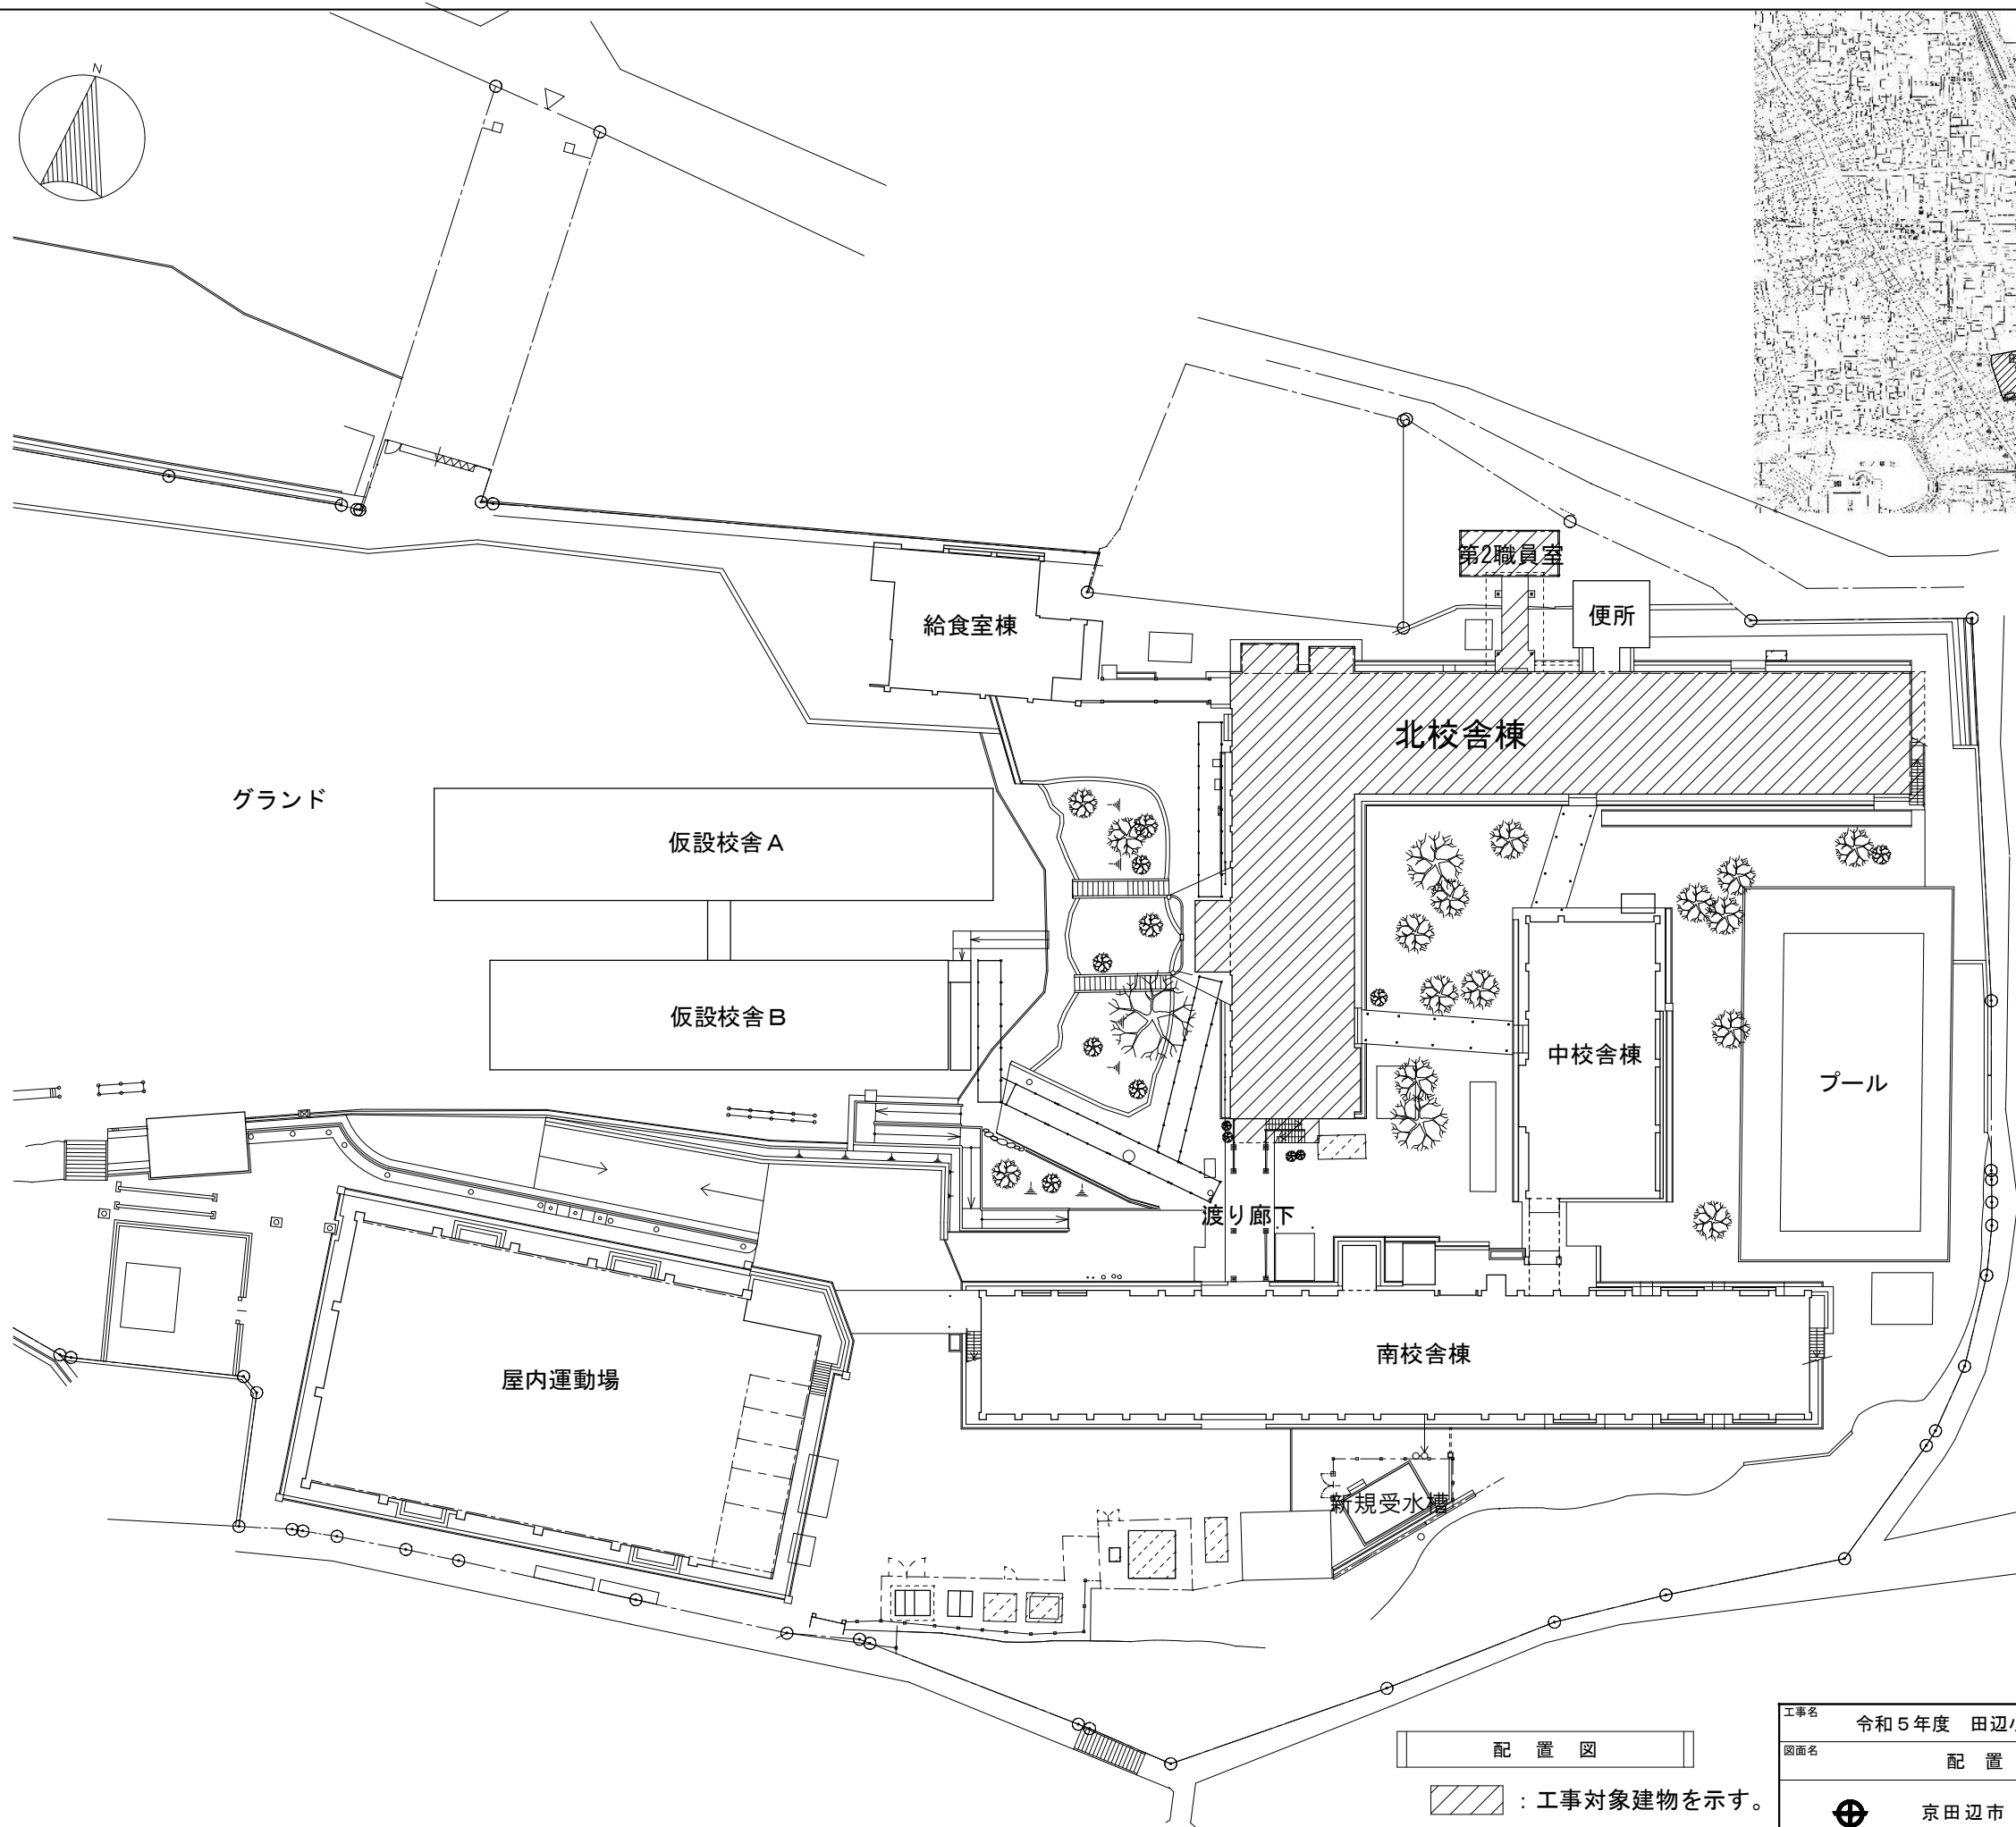 N
第2職員室
給食室棟
便所
北校舎棟
グランド
仮設校舎A
仮設校舎B
中校舎棟
プール
渡り廊下
南校舎棟
屋内運動場
新規受水槽
配 置 図
：工事対象建物を示す。
工事名
令和5年度 田辺
図面名
配 置
京田辺市